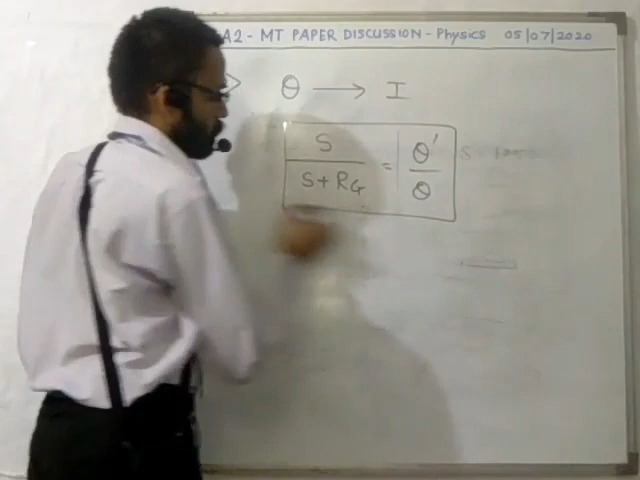 A2 - MT PAPER DISCUSSION - Physics 05/07/2020
> θ → I
S / S + RG = θ' / θ